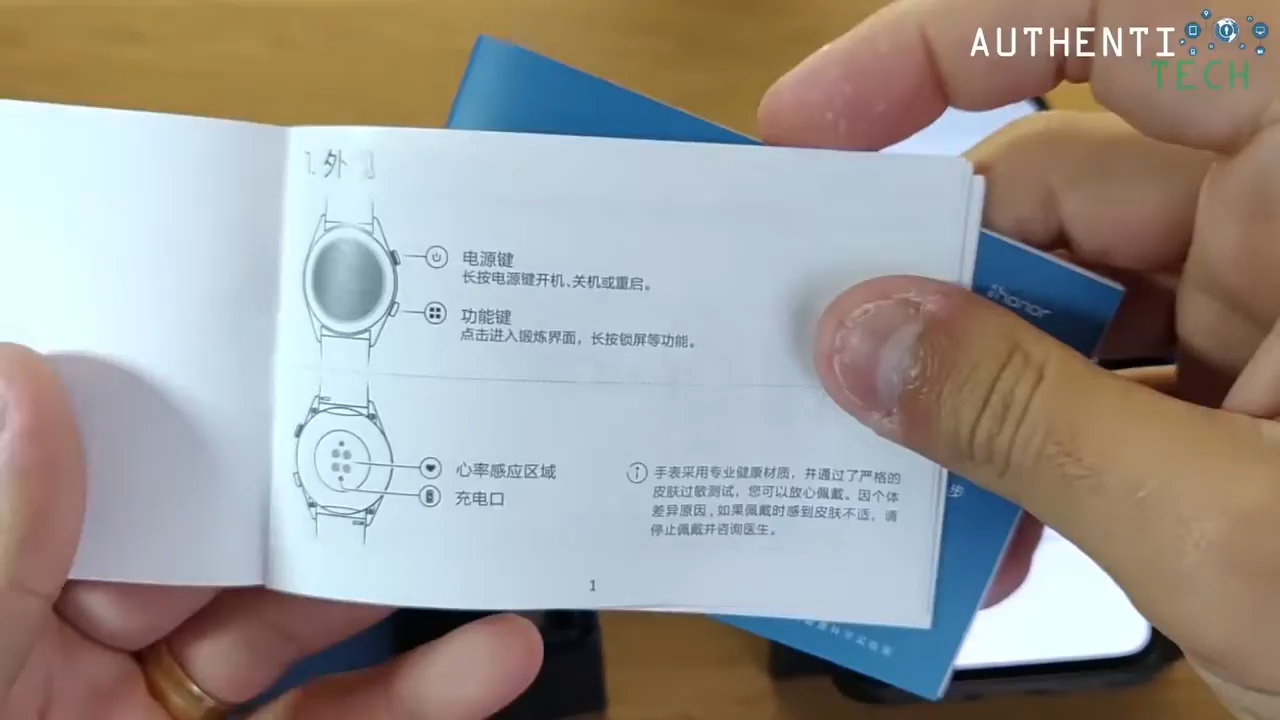 AUTHENTI
TECH
1. 外
电源键
长按电源键开机、关机或重启。
功能键
点击进入锻炼界面，长按锁屏等功能。
心率感应区域
充电口
手表采用专业健康材质，并通过了严格的
皮肤过敏测试，您可以放心佩戴。因个体
差异原因，如果佩戴时感到皮肤不适，请
停止佩戴并咨询医生。
1
honor
步